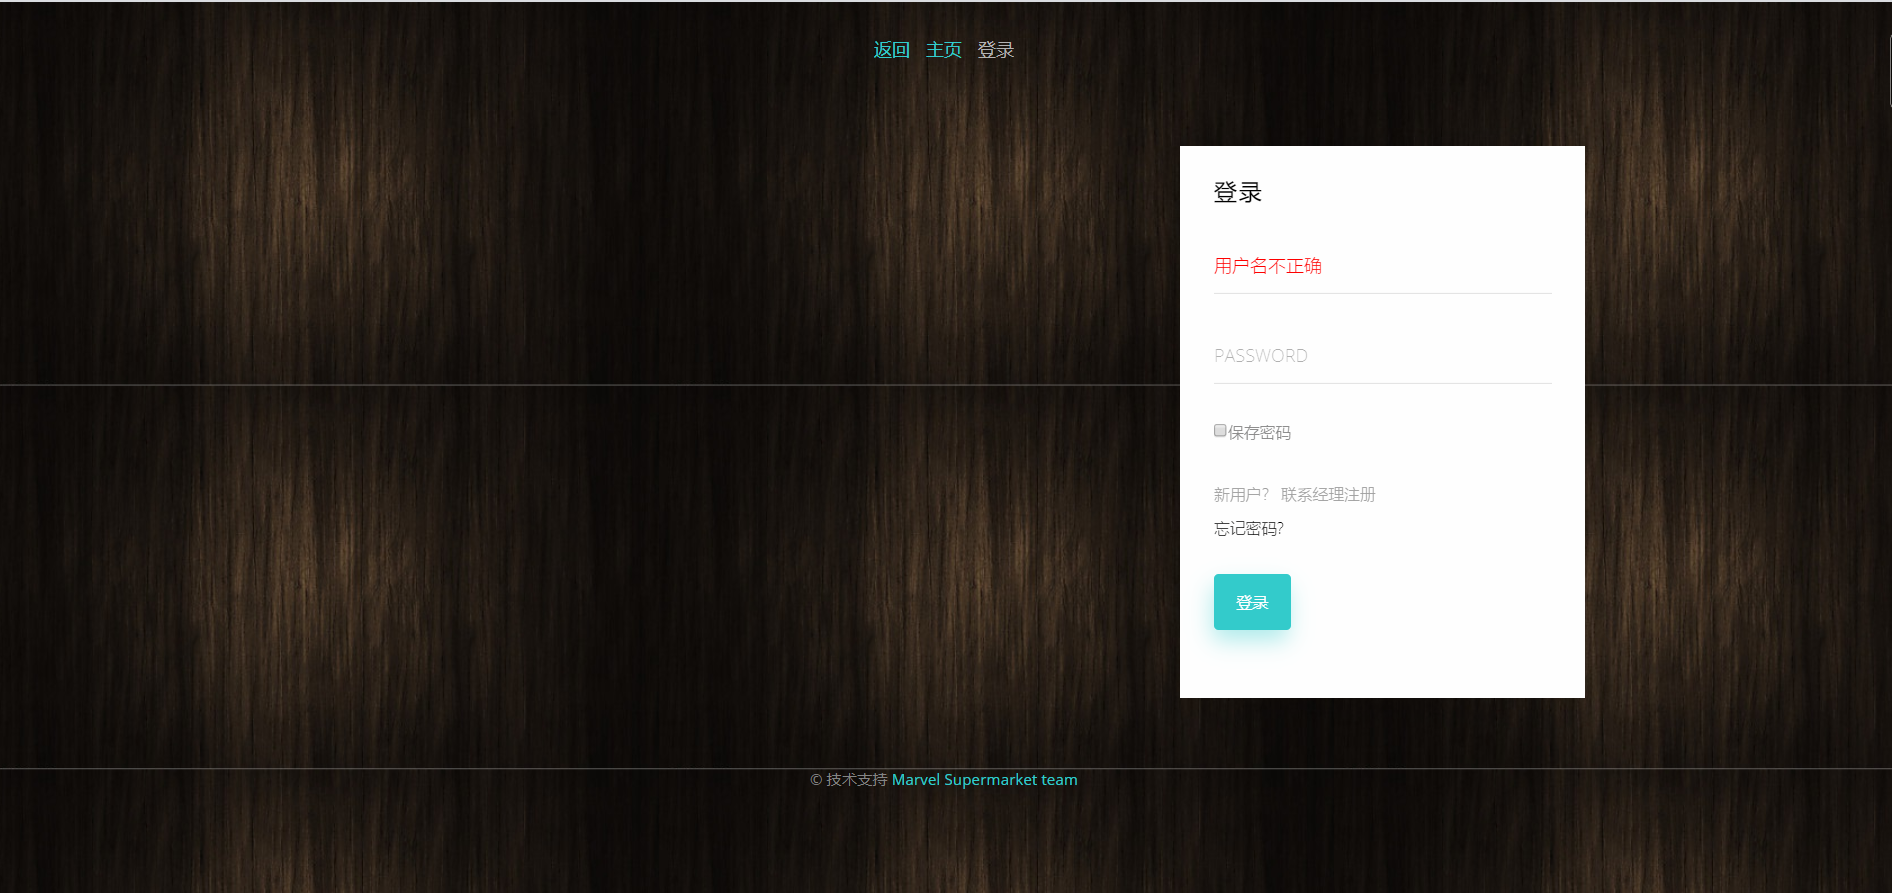 返回 主页 登录
登录
用户名不正确
PASSWORD
保存密码
新用户? 联系经理注册
忘记密码?
登录
© 技术支持 Marvel Supermarket team